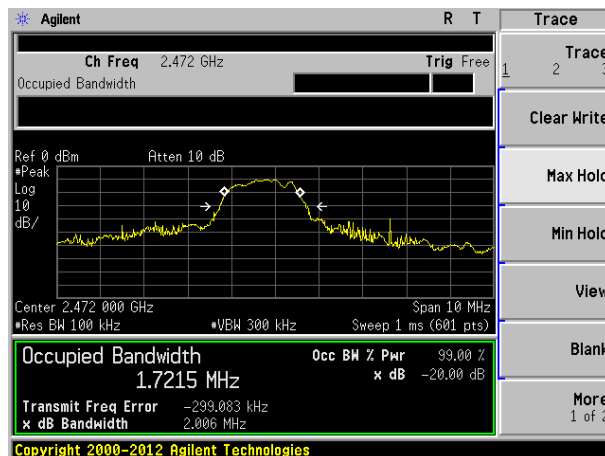 Agilent R T Trace
Ch Freq 2.472 GHz Trig Free
Occupied Bandwidth
Trace
1 2 3
Clear Write
Max Hold
Min Hold
View
Blank
More
1 of 2
Ref 0 dBm Atten 10 dB
#Peak
Log
10
dB/
Center 2.472 000 GHz Span 10 MHz
#Res BW 100 kHz #VBW 300 kHz Sweep 1 ms (601 pts)
Occupied Bandwidth Occ BW % Pwr 99.00 %
1.7215 MHz x dB -20.00 dB
Transmit Freq Error -299.083 kHz
x dB Bandwidth 2.006 MHz
Copyright 2000-2012 Agilent Technologies